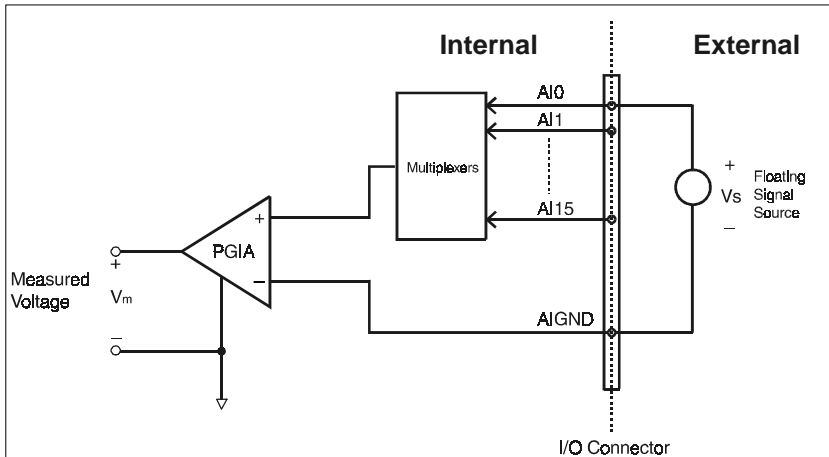 Internal
External
AI0
AI1
Multiplexers
AI15
+
Vs
−
Floating
Signal
Source
+
PGIA
−
Measured
Voltage
+
Vm
−
AIGND
I/O Connector